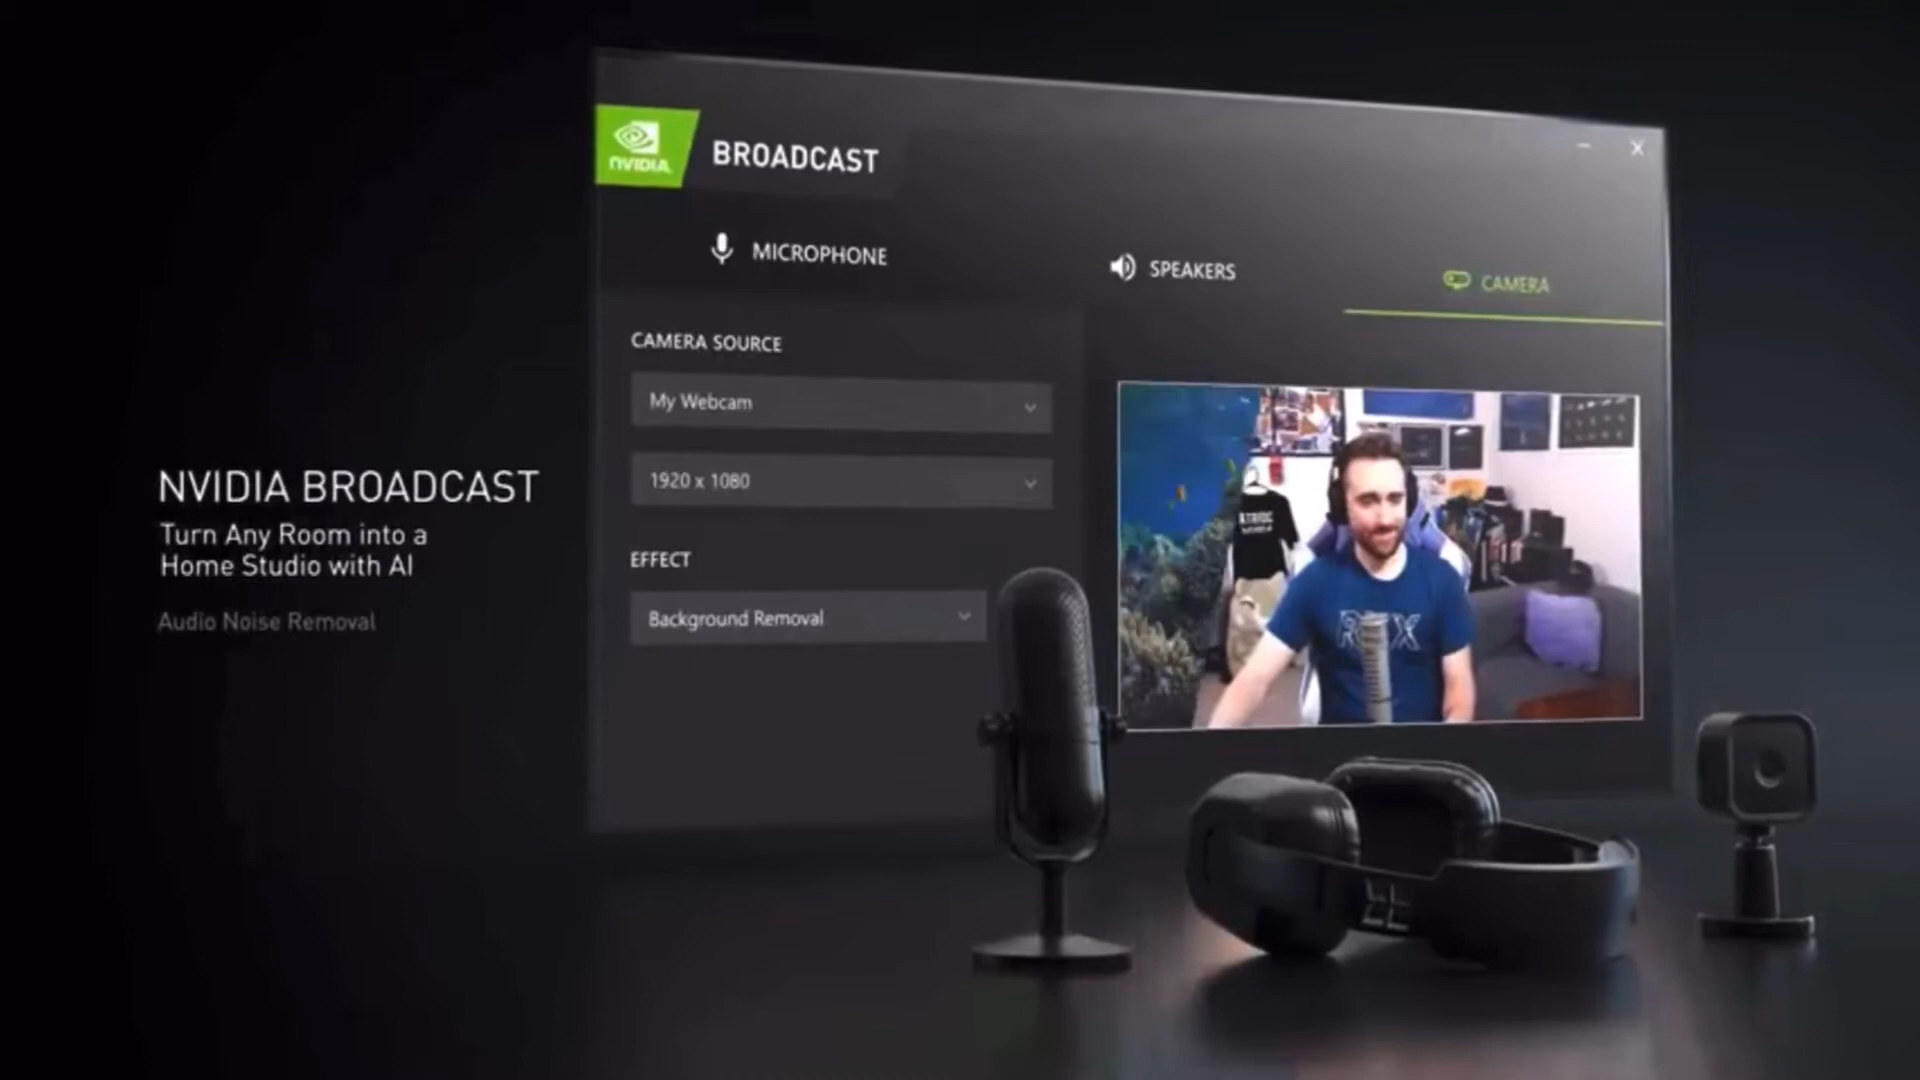 NVIDIA
BROADCAST
MICROPHONE
SPEAKERS
CAMERA
CAMERA SOURCE
My Webcam
1920 x 1080
EFFECT
Background Removal
NVIDIA BROADCAST
Turn Any Room into a
Home Studio with AI
Audio Noise Removal
RTX